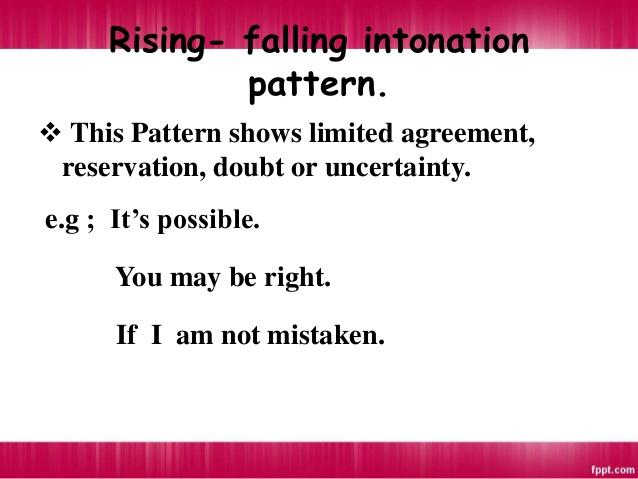 Rising- falling intonation
pattern.
❖ This Pattern shows limited agreement,
reservation, doubt or uncertainty.
e.g ; It’s possible.
You may be right.
If I am not mistaken.
fppt.com